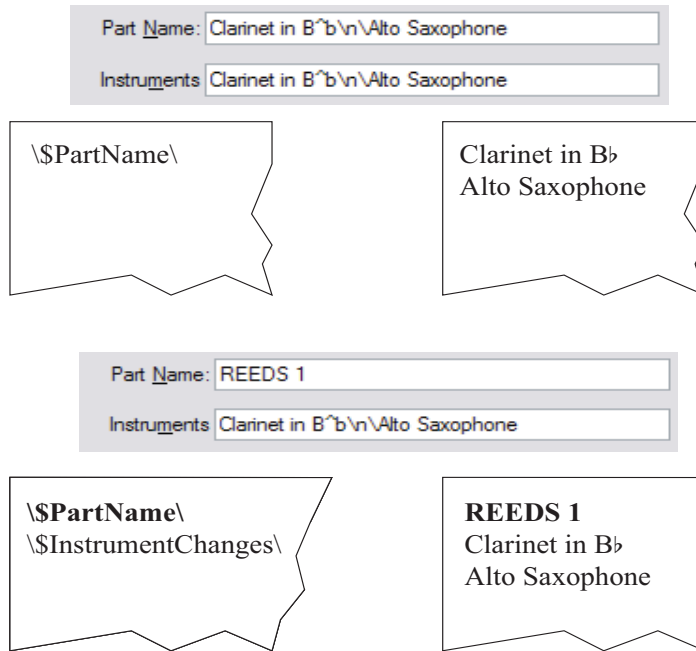 Part Name: Clarinet in B^b\n\Alto Saxophone
Instruments Clarinet in B^b\n\Alto Saxophone
\$PartName\
Clarinet in B♭
Alto Saxophone
Part Name: REEDS 1
Instruments Clarinet in B^b\n\Alto Saxophone
\$PartName\
\$InstrumentChanges\
REEDS 1
Clarinet in B♭
Alto Saxophone